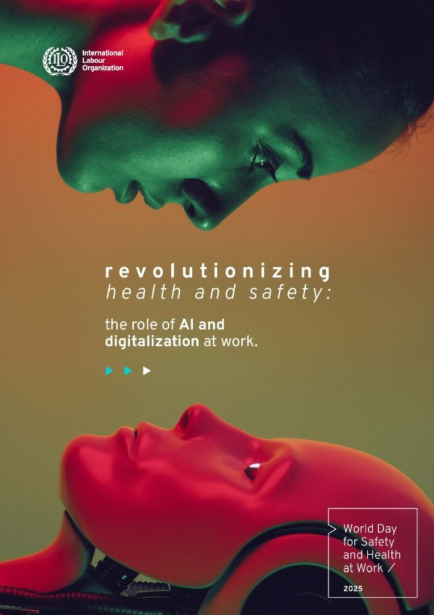 International
Labour
Organization
revolutionizing
health and safety:
the role of AI and
digitalization at work.
World Day
for Safety
and Health
at Work /
2025